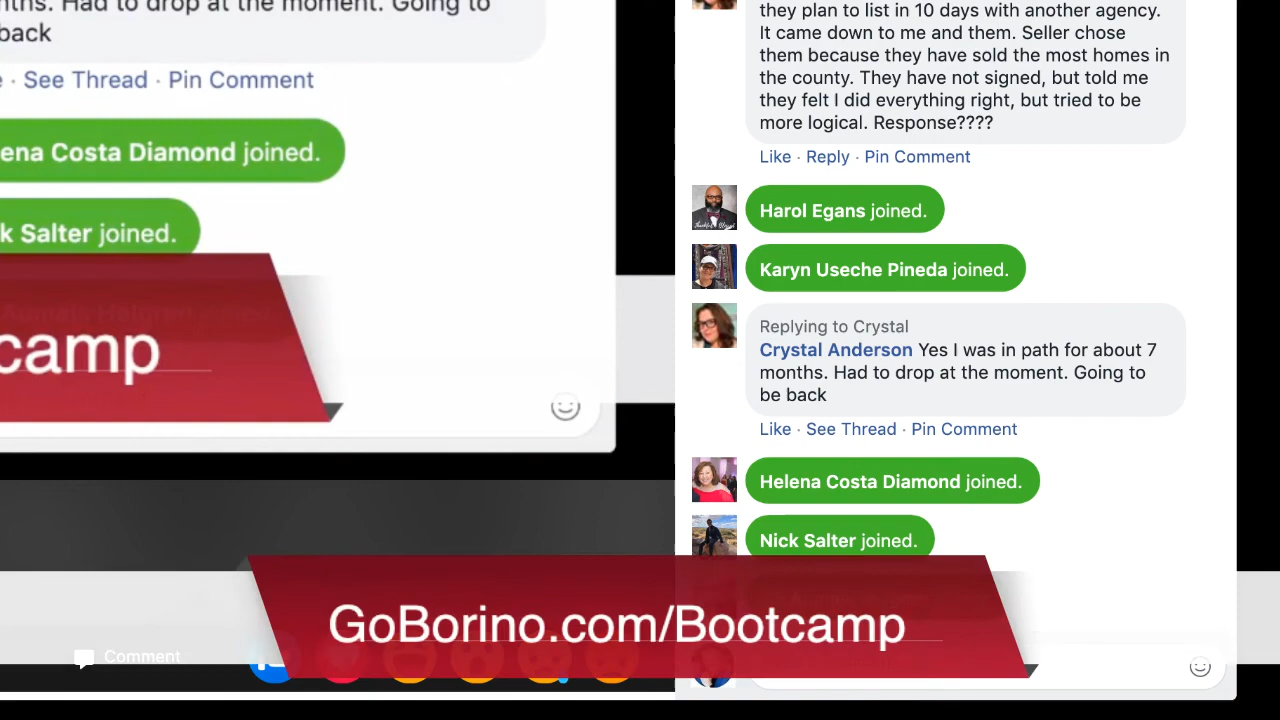 nths. Had to drop at the moment. Going to
back
See Thread · Pin Comment
ena Costa Diamond joined.
k Salter joined.
camp
they plan to list in 10 days with another agency.
It came down to me and them. Seller chose
them because they have sold the most homes in
the county. They have not signed, but told me
they felt I did everything right, but tried to be
more logical. Response????
Like · Reply · Pin Comment
Harol Egans joined.
Karyn Useche Pineda joined.
Replying to Crystal
Crystal Anderson Yes I was in path for about 7
months. Had to drop at the moment. Going to
be back
Like · See Thread · Pin Comment
Helena Costa Diamond joined.
Nick Salter joined.
GoBorino.com/Bootcamp
Comment